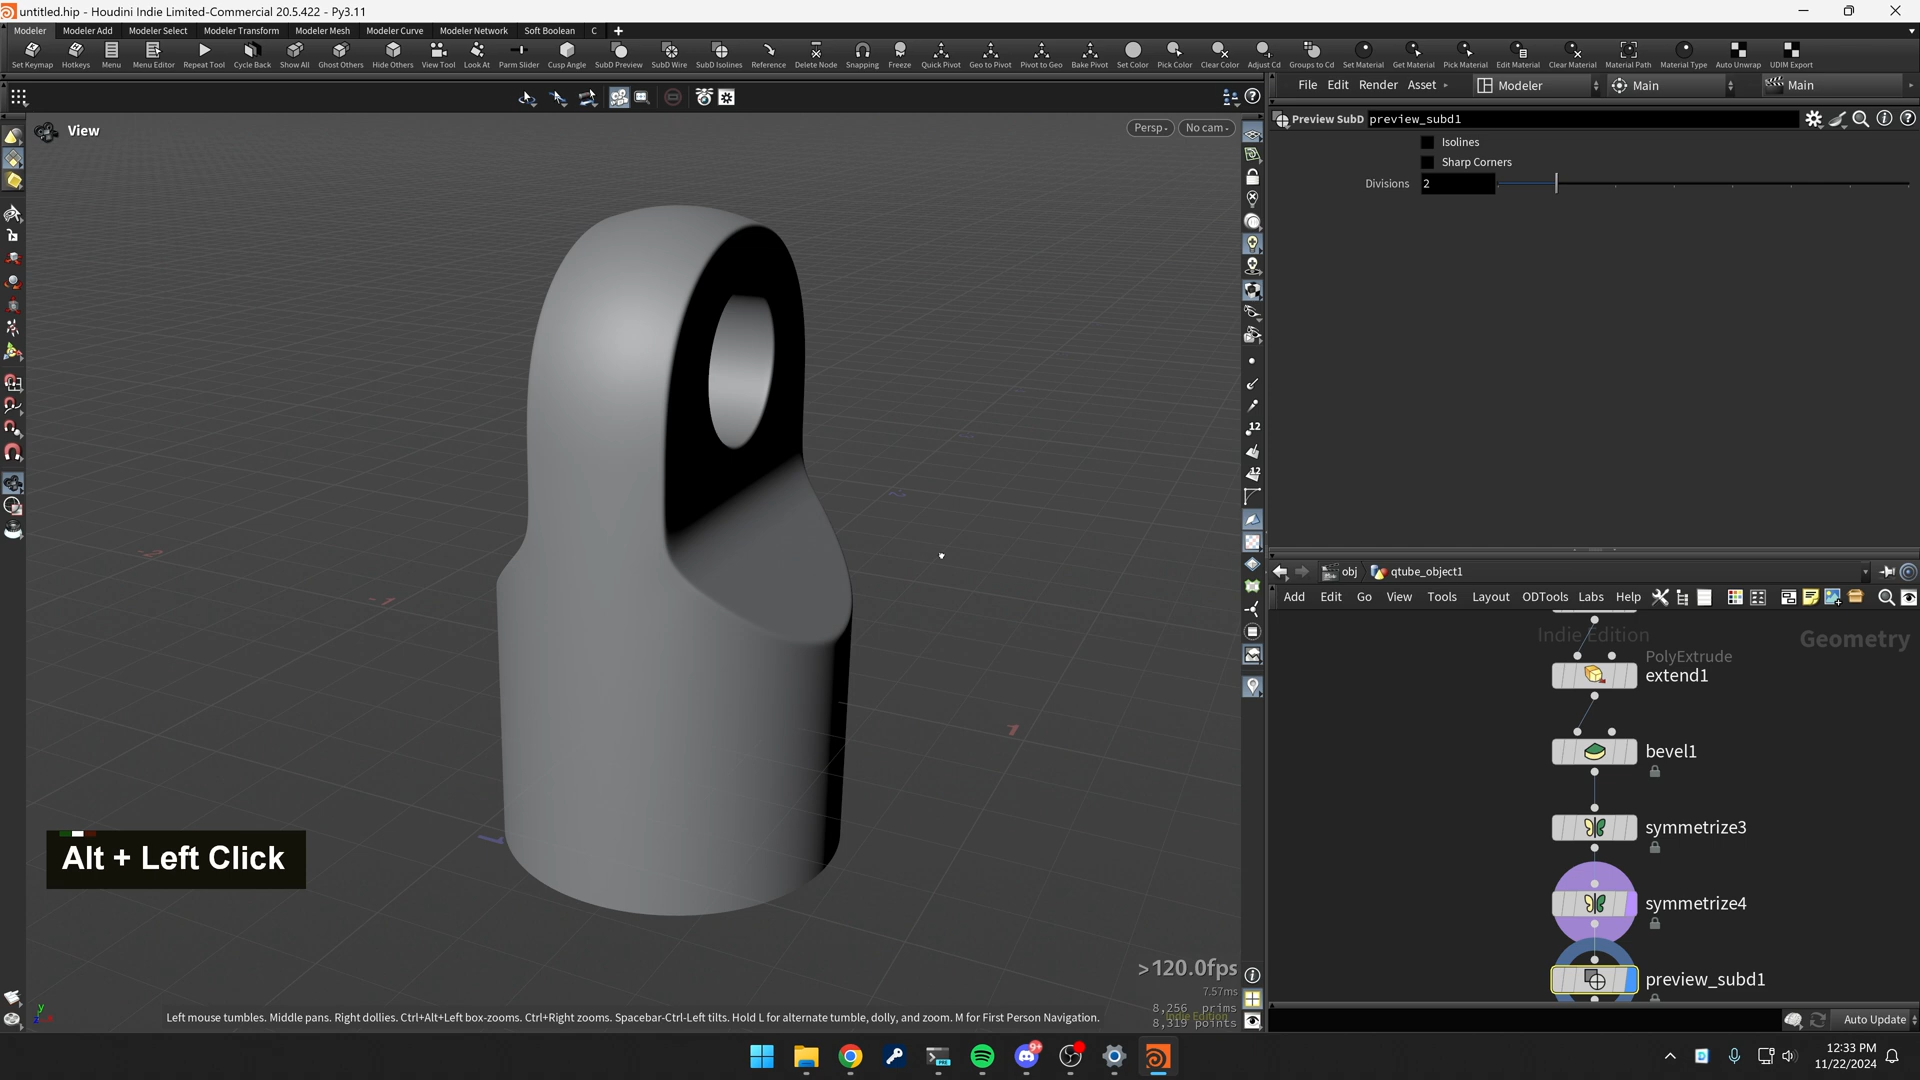 untitled.hip - Houdini Indie Limited-Commercial 20.5.422 - Py3.11
Modeler Modeler Add Modeler Select Modeler Transform Modeler Mesh Modeler Curve Modeler Network Soft Boolean C +
Set Keymap Hotkeys Menu Menu Editor Repeat Tool Cycle Back Show All Ghost Others Hide Others View Tool Look At Parm Slider Cusp Angle SubD Preview SubD Wire SubD Isolines Reference Delete Node Snapping Freeze Quick Pivot Geo to Pivot Pivot to Geo Bake Pivot Set Color Pick Color Clear Color Adjust Cd Groups to Cd Set Material Get Material Pick Material Edit Material Clear Material Material Path Material Type Auto Unwrap UDIM Export
File Edit Render Asset Modeler Main Main
View
Persp No cam
Preview SubD preview_subd1
Isolines
Sharp Corners
Divisions 2
12
12
2
2
1
1
1
obj qtube_object1
Add Edit Go View Tools Layout ODTools Labs Help
Indie Edition
Geometry
PolyExtrude
extend1
bevel1
symmetrize3
symmetrize4
preview_subd1
Alt + Left Click
>120.0fps
7.57ms
8,256 prims
8,319 points
Indie Edition
y
Left mouse tumbles. Middle pans. Right dollies. Ctrl+Alt+Left box-zooms. Ctrl+Right zooms. Spacebar-Ctrl-Left tilts. Hold L for alternate tumble, dolly, and zoom. M for First Person Navigation.
Auto Update
9+
12:33 PM
11/22/2024